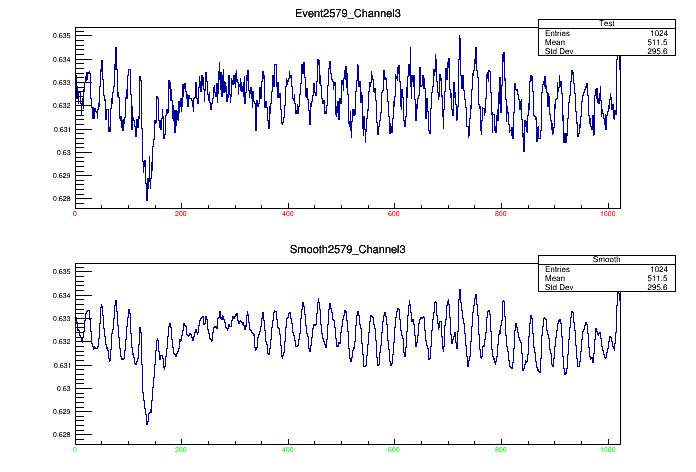 Event2579_Channel3
Test
Entries 1024
Mean 511.5
Std Dev 295.6
0.635
0.634
0.633
0.632
0.631
0.63
0.629
0.628
0 200 400 600 800 1000
Smooth2579_Channel3
Smooth
Entries 1024
Mean 511.5
Std Dev 295.6
0.635
0.634
0.633
0.632
0.631
0.63
0.629
0.628
0 200 400 600 800 1000